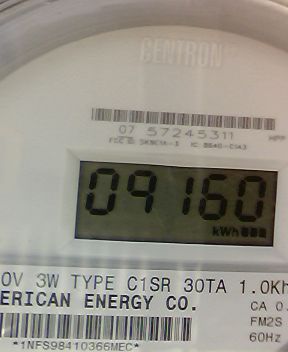 CENTRON
07 57245311
09160
kWh
0V 3W TYPE C1SR 30TA 1.0Kh
ERICAN ENERGY CO.
CA 0.
FM2S
60Hz
*1NFS98410366MEC*